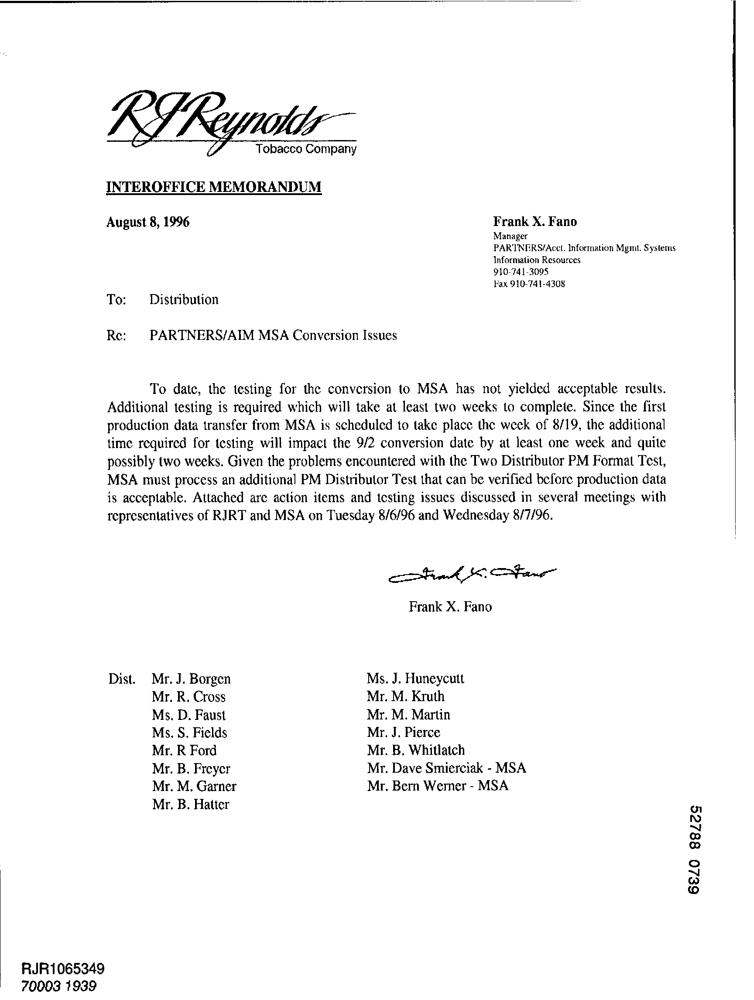 RJReynolds
Tobacco Company
INTEROFFICE MEMORANDUM
August 8, 1996
Frank X. Fano
Manager
PARTNERS/Acct. Information Mgmt. Systems
Information Resources
910-741-3095
Fax 910-741-4308
To: Distribution
Re: PARTNERS/AIM MSA Conversion Issues
To date, the testing for the conversion to MSA has not yielded acceptable results.
Additional testing is required which will take at least two weeks to complete. Since the first
production data transfer from MSA is scheduled to take place the week of 8/19, the additional
time required for testing will impact the 9/2 conversion date by at least one week and quite
possibly two weeks. Given the problems encountered with the Two Distributor PM Format Test,
MSA must process an additional PM Distributor Test that can be verified before production data
is acceptable. Attached are action items and testing issues discussed in several meetings with
representatives of RJRT and MSA on Tuesday 8/6/96 and Wednesday 8/7/96.
Frank X. Fano
Frank X. Fano
Dist. Mr. J. Borgen
Mr. R. Cross
Ms. D. Faust
Ms. S. Fields
Mr. R Ford
Mr. B. Freyer
Mr. M. Garner
Mr. B. Hatter
Ms. J. Huneycutt
Mr. M. Kruth
Mr. M. Martin
Mr. J. Pierce
Mr. B. Whitlatch
Mr. Dave Smierciak - MSA
Mr. Bern Werner - MSA
52788 0739
RJR1065349
70003 1939